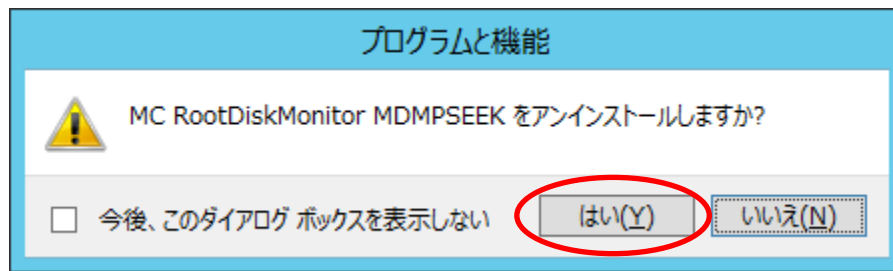 プログラムと機能
MC RootDiskMonitor MDMPSEEK をアンインストールしますか?
今後、このダイアログ ボックスを表示しない
はい(Y)
いいえ(N)